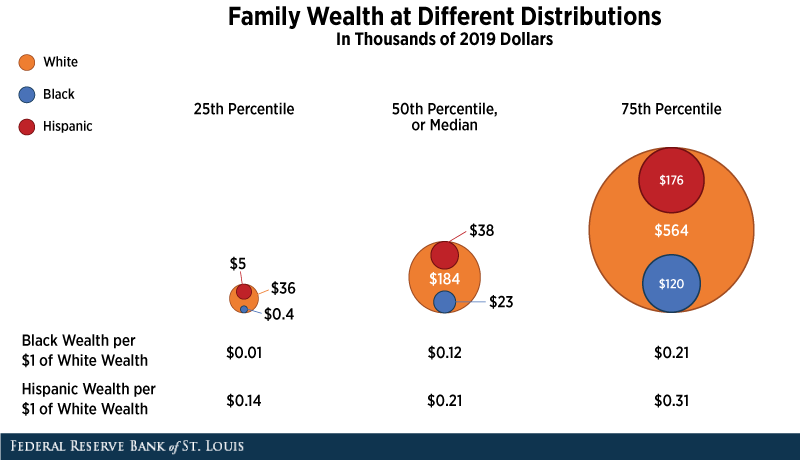 Family Wealth at Different Distributions
In Thousands of 2019 Dollars
White
Black
Hispanic
25th Percentile
50th Percentile,
or Median
75th Percentile
$5
$36
$0.4
$38
$184
$23
$176
$564
$120
Black Wealth per
$1 of White Wealth
$0.01
$0.12
$0.21
Hispanic Wealth per
$1 of White Wealth
$0.14
$0.21
$0.31
FEDERAL RESERVE BANK of ST. LOUIS